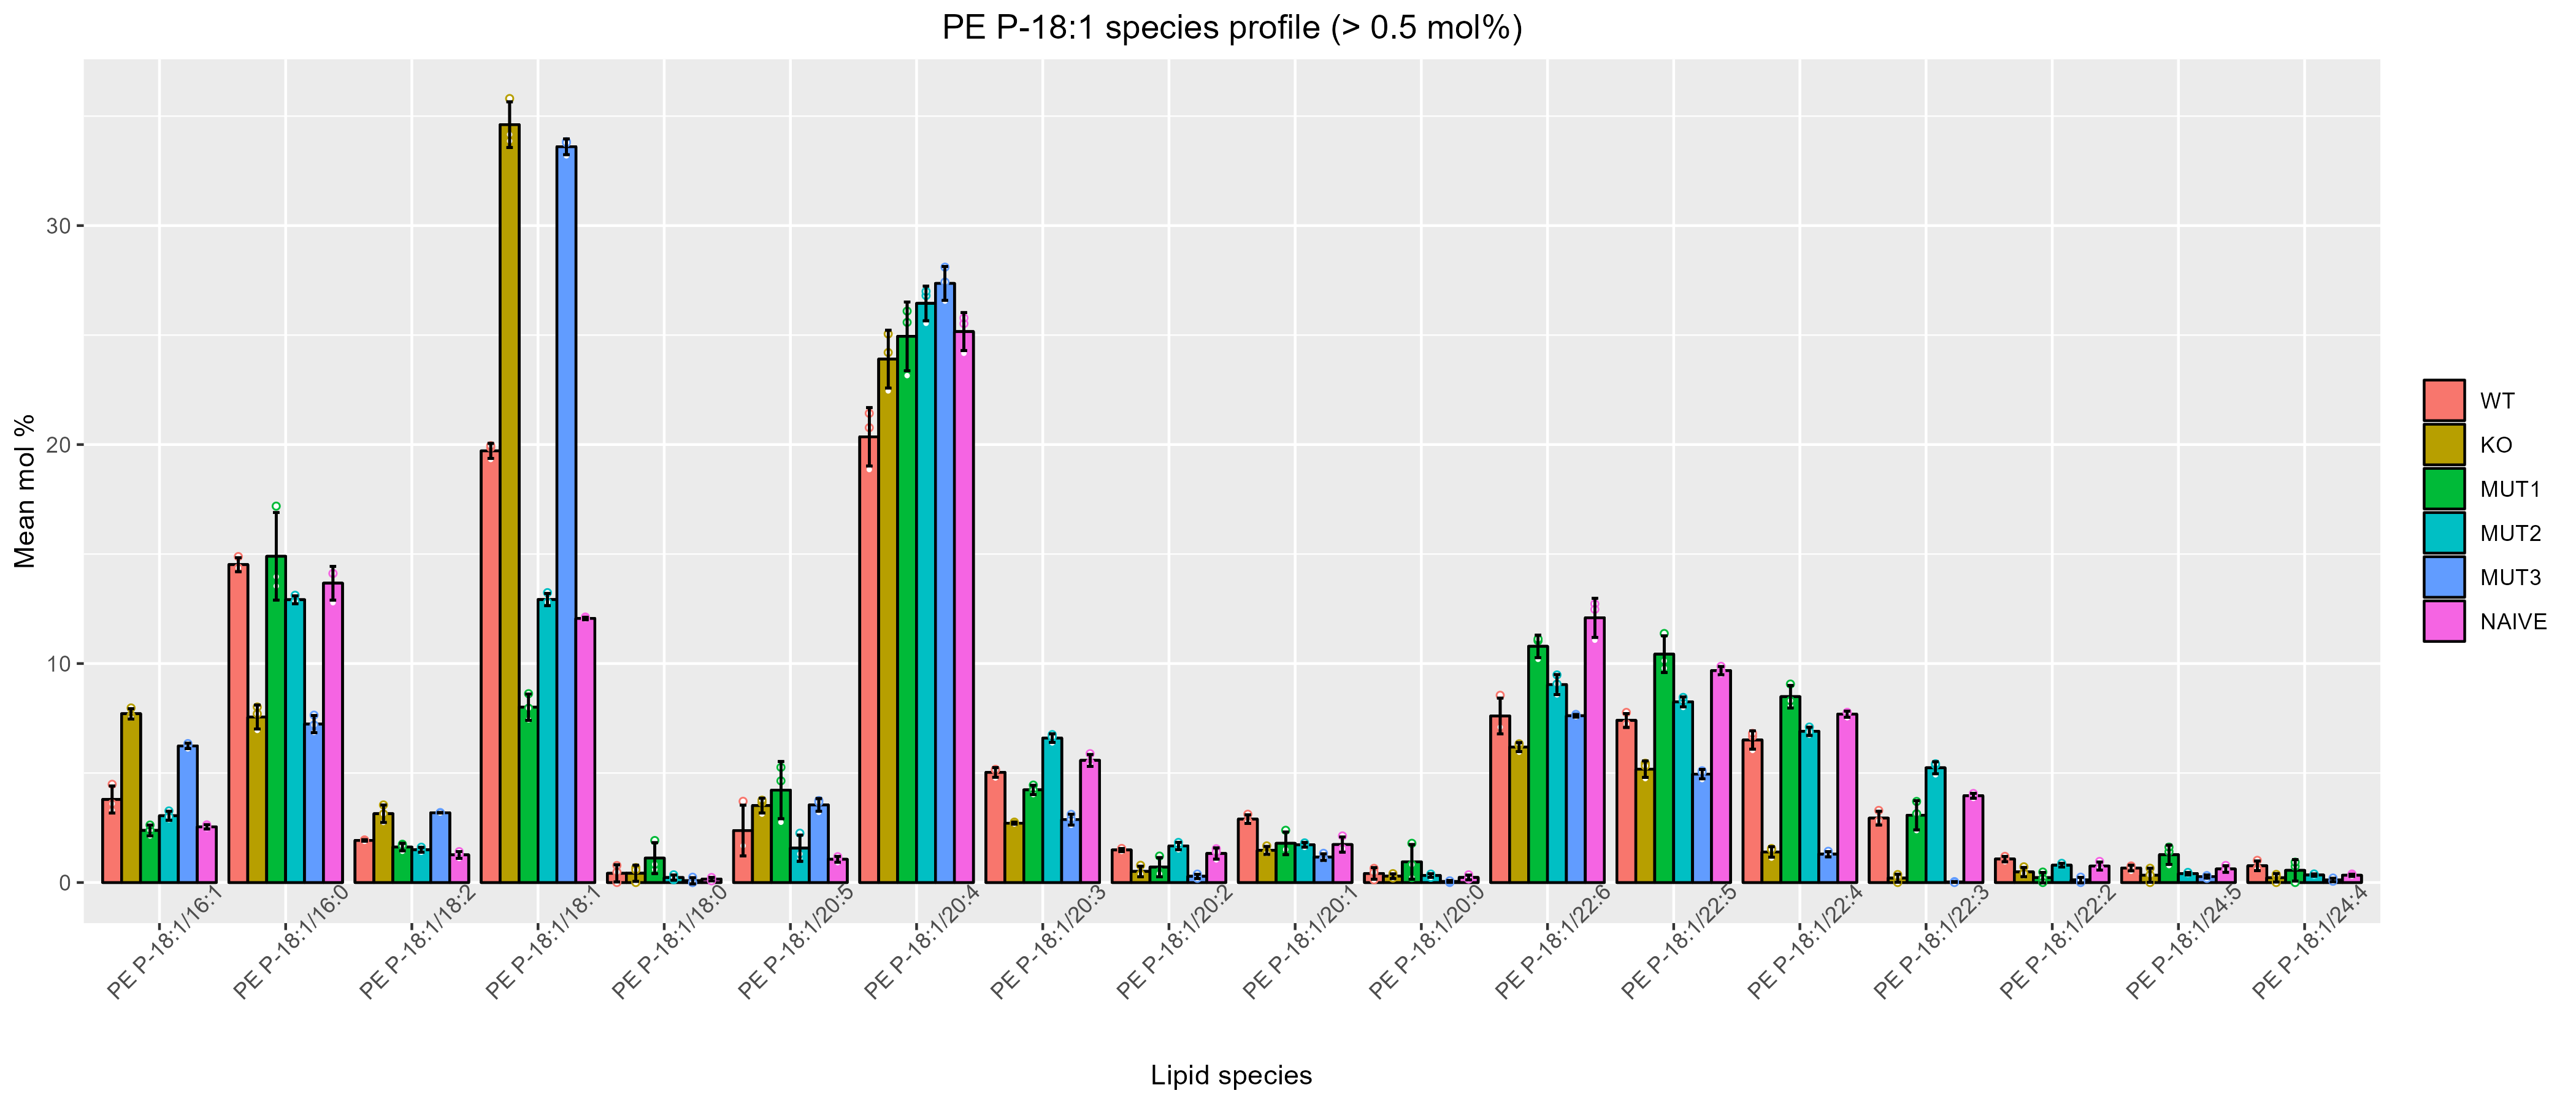 PE P-18:1 species profile (> 0.5 mol%)
Mean mol %
30
20
10
0
PE P-18:1/16:1
PE P-18:1/16:0
PE P-18:1/18:2
PE P-18:1/18:1
PE P-18:1/18:0
PE P-18:1/20:5
PE P-18:1/20:4
PE P-18:1/20:3
PE P-18:1/20:2
PE P-18:1/20:1
PE P-18:1/20:0
PE P-18:1/22:6
PE P-18:1/22:5
PE P-18:1/22:4
PE P-18:1/22:3
PE P-18:1/22:2
PE P-18:1/24:5
PE P-18:1/24:4
Lipid species
WT
KO
MUT1
MUT2
MUT3
NAIVE